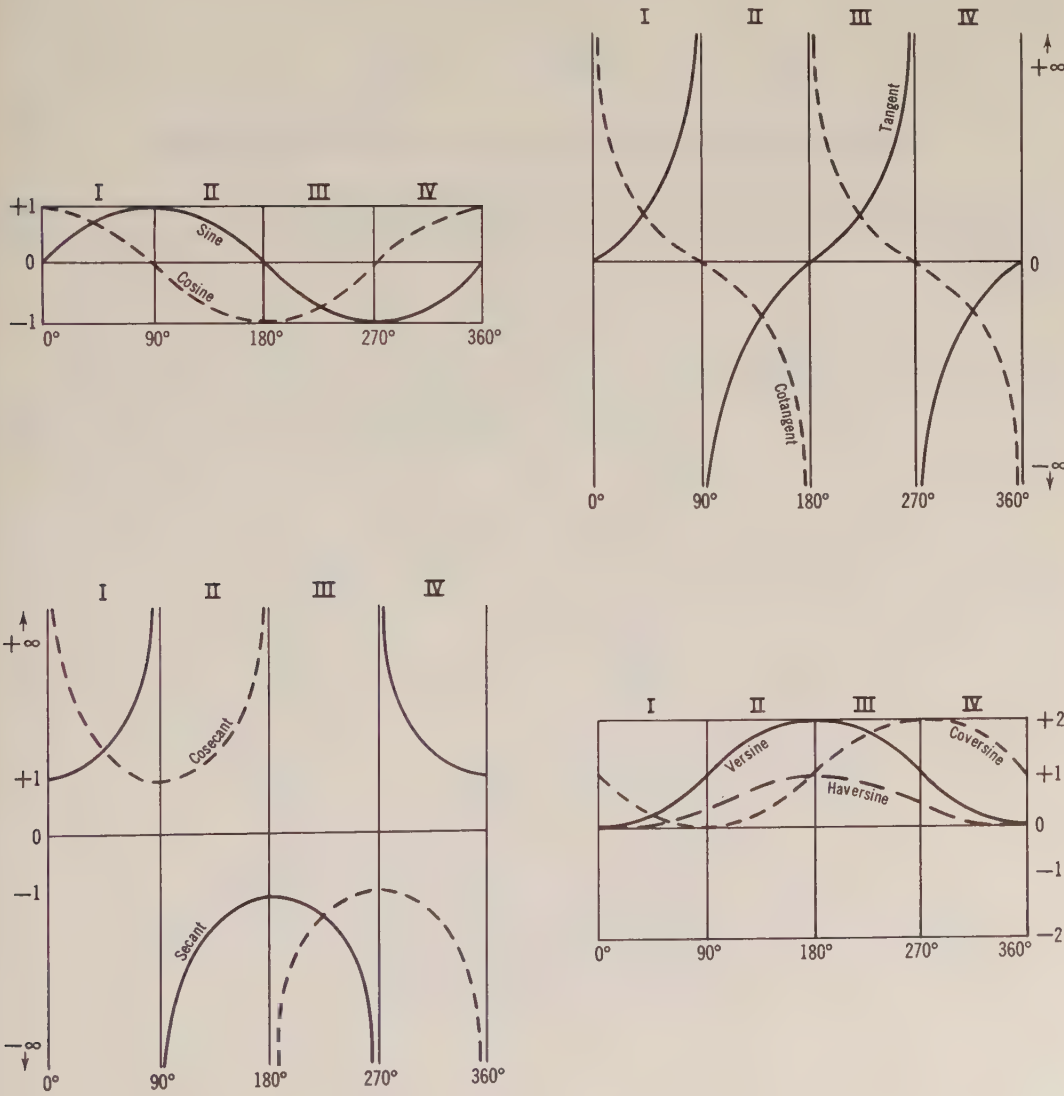 I II III IV
+1
0
−1
Sine
Cosine
0° 90° 180° 270° 360°
I II III IV
+∞
0
−∞
Tangent
Cotangent
0° 90° 180° 270° 360°
I II III IV
+∞
+1
0
−1
−∞
Cosecant
Secant
0° 90° 180° 270° 360°
I II III IV
+2
+1
0
−1
−2
Versine
Coversine
Haversine
0° 90° 180° 270° 360°